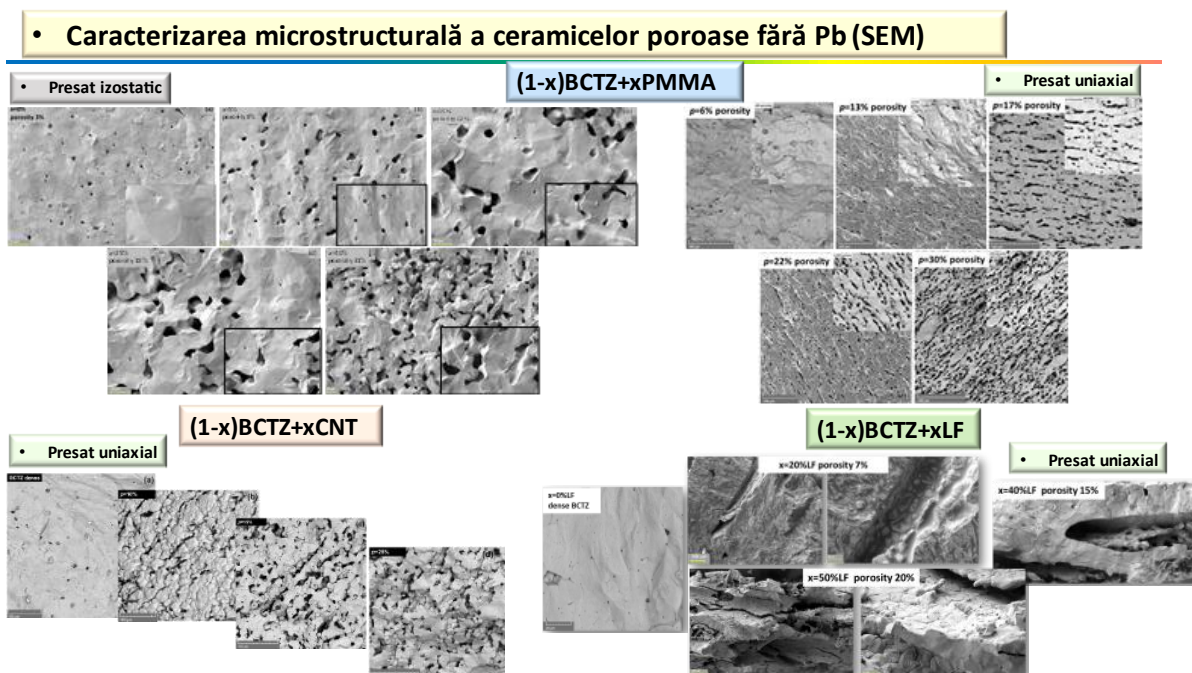 • Caracterizarea microstructurală a ceramicelor poroase fără Pb (SEM)
• Presat izostatic
(1-x)BCTZ+xPMMA
• Presat uniaxial
porosity 3%
p=6% porosity
p=13% porosity
p=17% porosity
p=22% porosity
p=30% porosity
(1-x)BCTZ+xCNT
• Presat uniaxial
BCTZ dense
(a)
(b)
(d)
(1-x)BCTZ+xLF
• Presat uniaxial
x=0%LF
dense BCTZ
x=20%LF porosity 7%
x=40%LF porosity 15%
x=50%LF porosity 20%